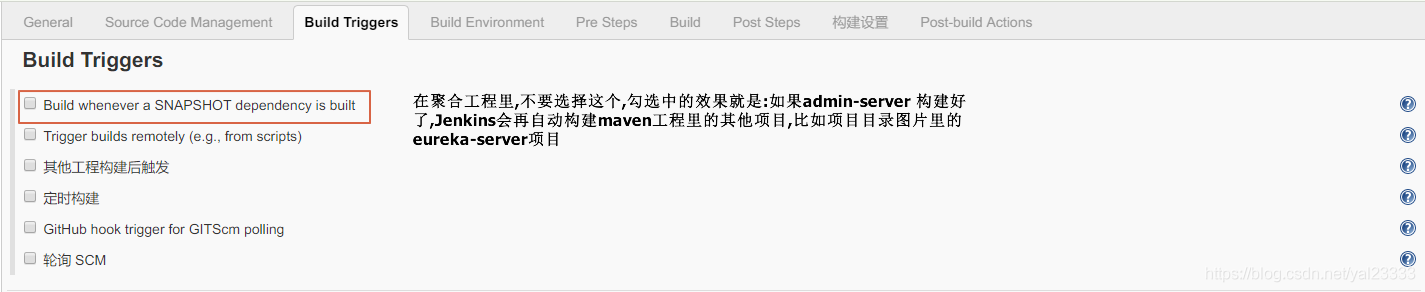 General Source Code Management Build Triggers Build Environment Pre Steps Build Post Steps 构建设置 Post-build Actions
Build Triggers
Build whenever a SNAPSHOT dependency is built
在聚合工程里,不要选择这个,勾选中的效果就是:如果admin-server 构建好
了,Jenkins会再自动构建maven工程里的其他项目,比如项目目录图片里的
eureka-server项目
Trigger builds remotely (e.g., from scripts)
其他工程构建后触发
定时构建
GitHub hook trigger for GITScm polling
轮询 SCM
https://blog.csdn.net/yal23333